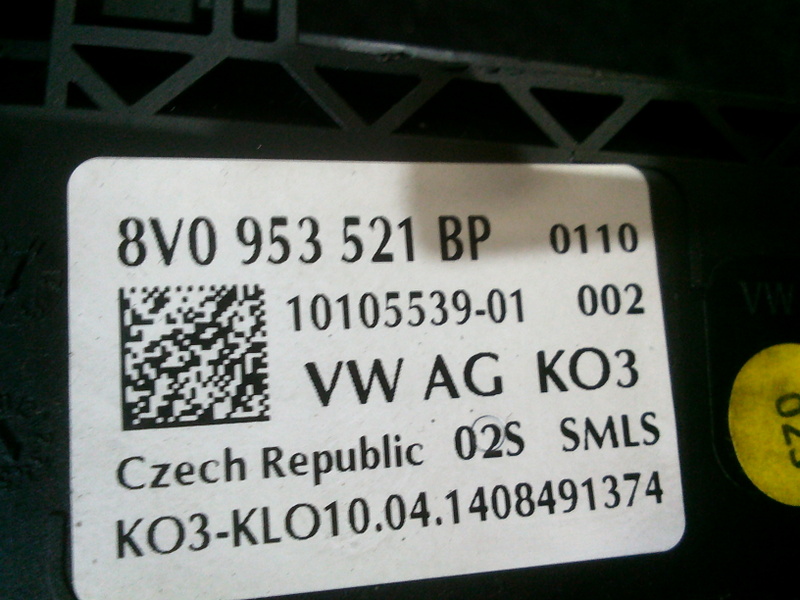 8V0 953 521 BP 0110
10105539-01 002
VW AG KO3
Czech Republic 02S SMLS
KO3-KLO10.04.1408491374
VW